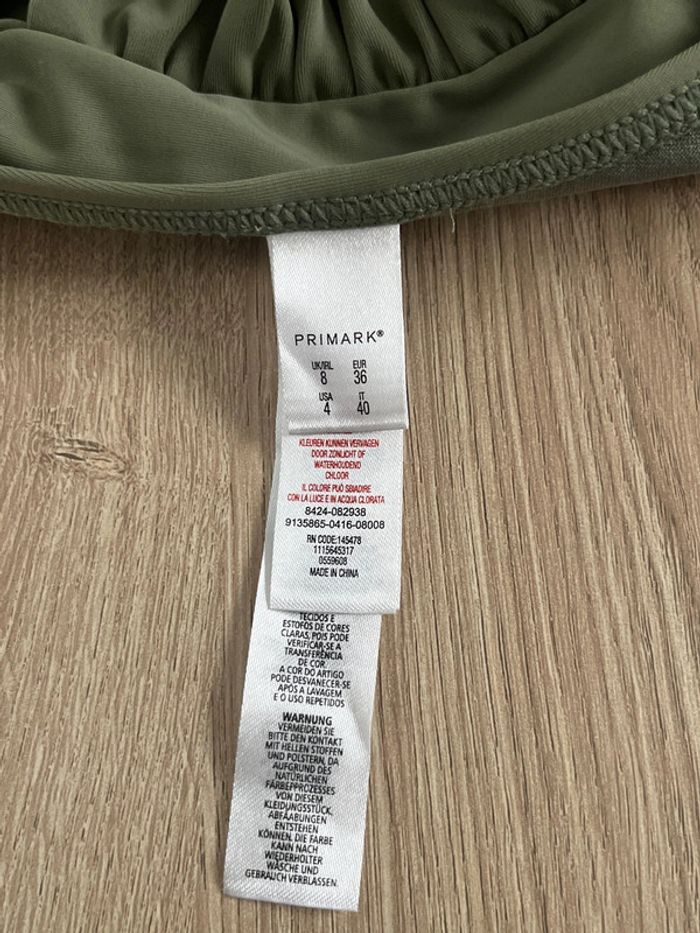 PRIMARK®
UK/IRL EUR
8 36
USA IT
4 40
KLEUREN KUNNEN VERVAGEN
DOOR ZONLICHT OF
WATERHOUDEND
CHLOOR
IL COLORE PUÒ SBIADIRE
CON LA LUCE E IN ACQUA CLORATA
8424-082938
9135865-0416-08008
RN CODE:145478
1115645317
0559608
MADE IN CHINA
TECIDOS E
ESTOFOS DE CORES
CLARAS, POIS PODE
VERIFICAR-SE A
TRANSFERÊNCIA
DE COR.
A COR DO ARTIGO
PODE DESVANECER-SE
APÓS A LAVAGEM
E O USO REPETIDOS
WARNUNG
VERMEIDEN SIE
BITTE DEN KONTAKT
MIT HELLEN STOFFEN
UND POLSTERN, DA
AUFGRUND DES
NATÜRLICHEN
FÄRBEPROZESSES
VON DIESEM
KLEIDUNGSSTÜCK,
ABFÄABUNGEN
ENTSTEHEN
KÖNNEN. DIE FARBE
KANN NACH
WIEDERHOLTER
WÄSCHE UND
GEBRAUCH VERBLASSEN.